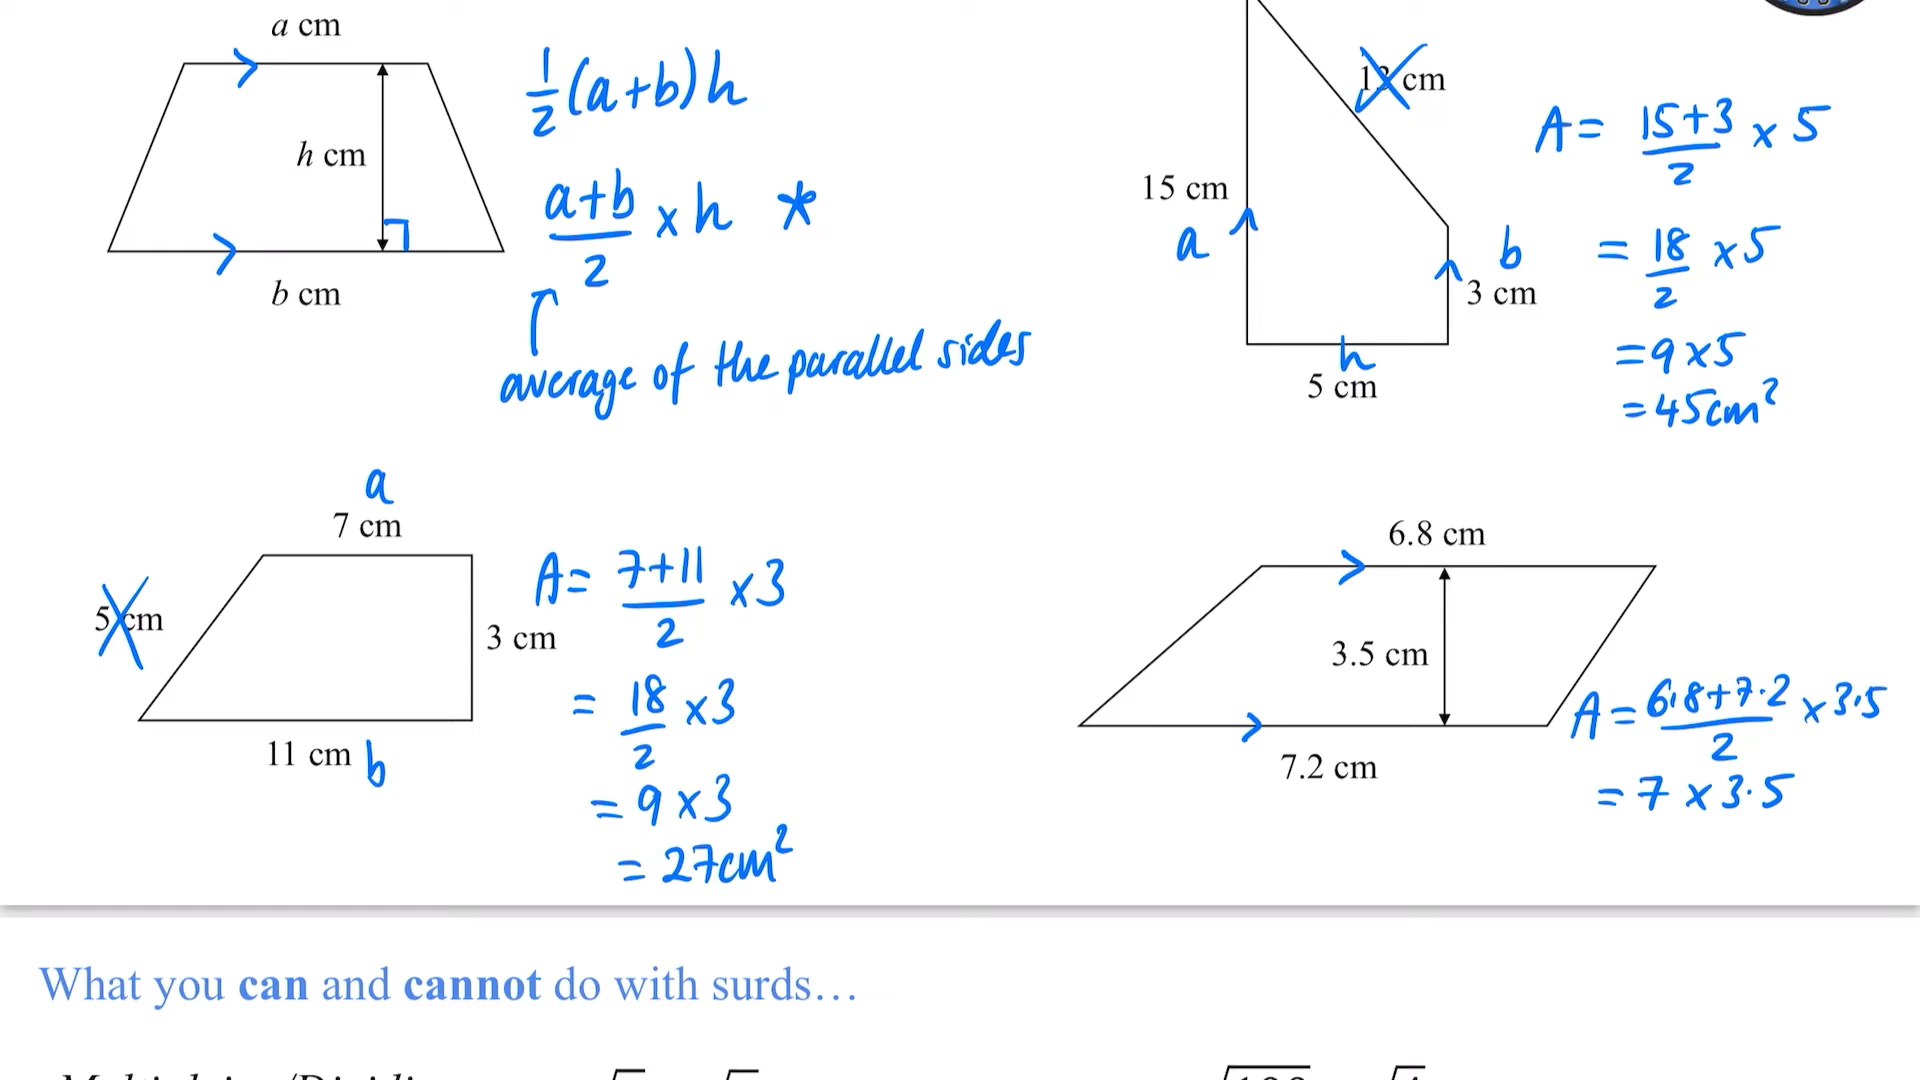 a cm
h cm
b cm
½(a+b)h
a+b/2 × h *
average of the parallel sides
13 cm
15 cm
a
b
3 cm
h
5 cm
A = 15+3/2 × 5
= 18/2 × 5
= 9 × 5
= 45cm²
a
7 cm
5 cm
3 cm
11 cm b
A = 7+11/2 × 3
= 18/2 × 3
= 9 × 3
= 27cm²
6.8 cm
3.5 cm
7.2 cm
A = 6.8+7.2/2 × 3.5
= 7 × 3.5
What you can and cannot do with surds…